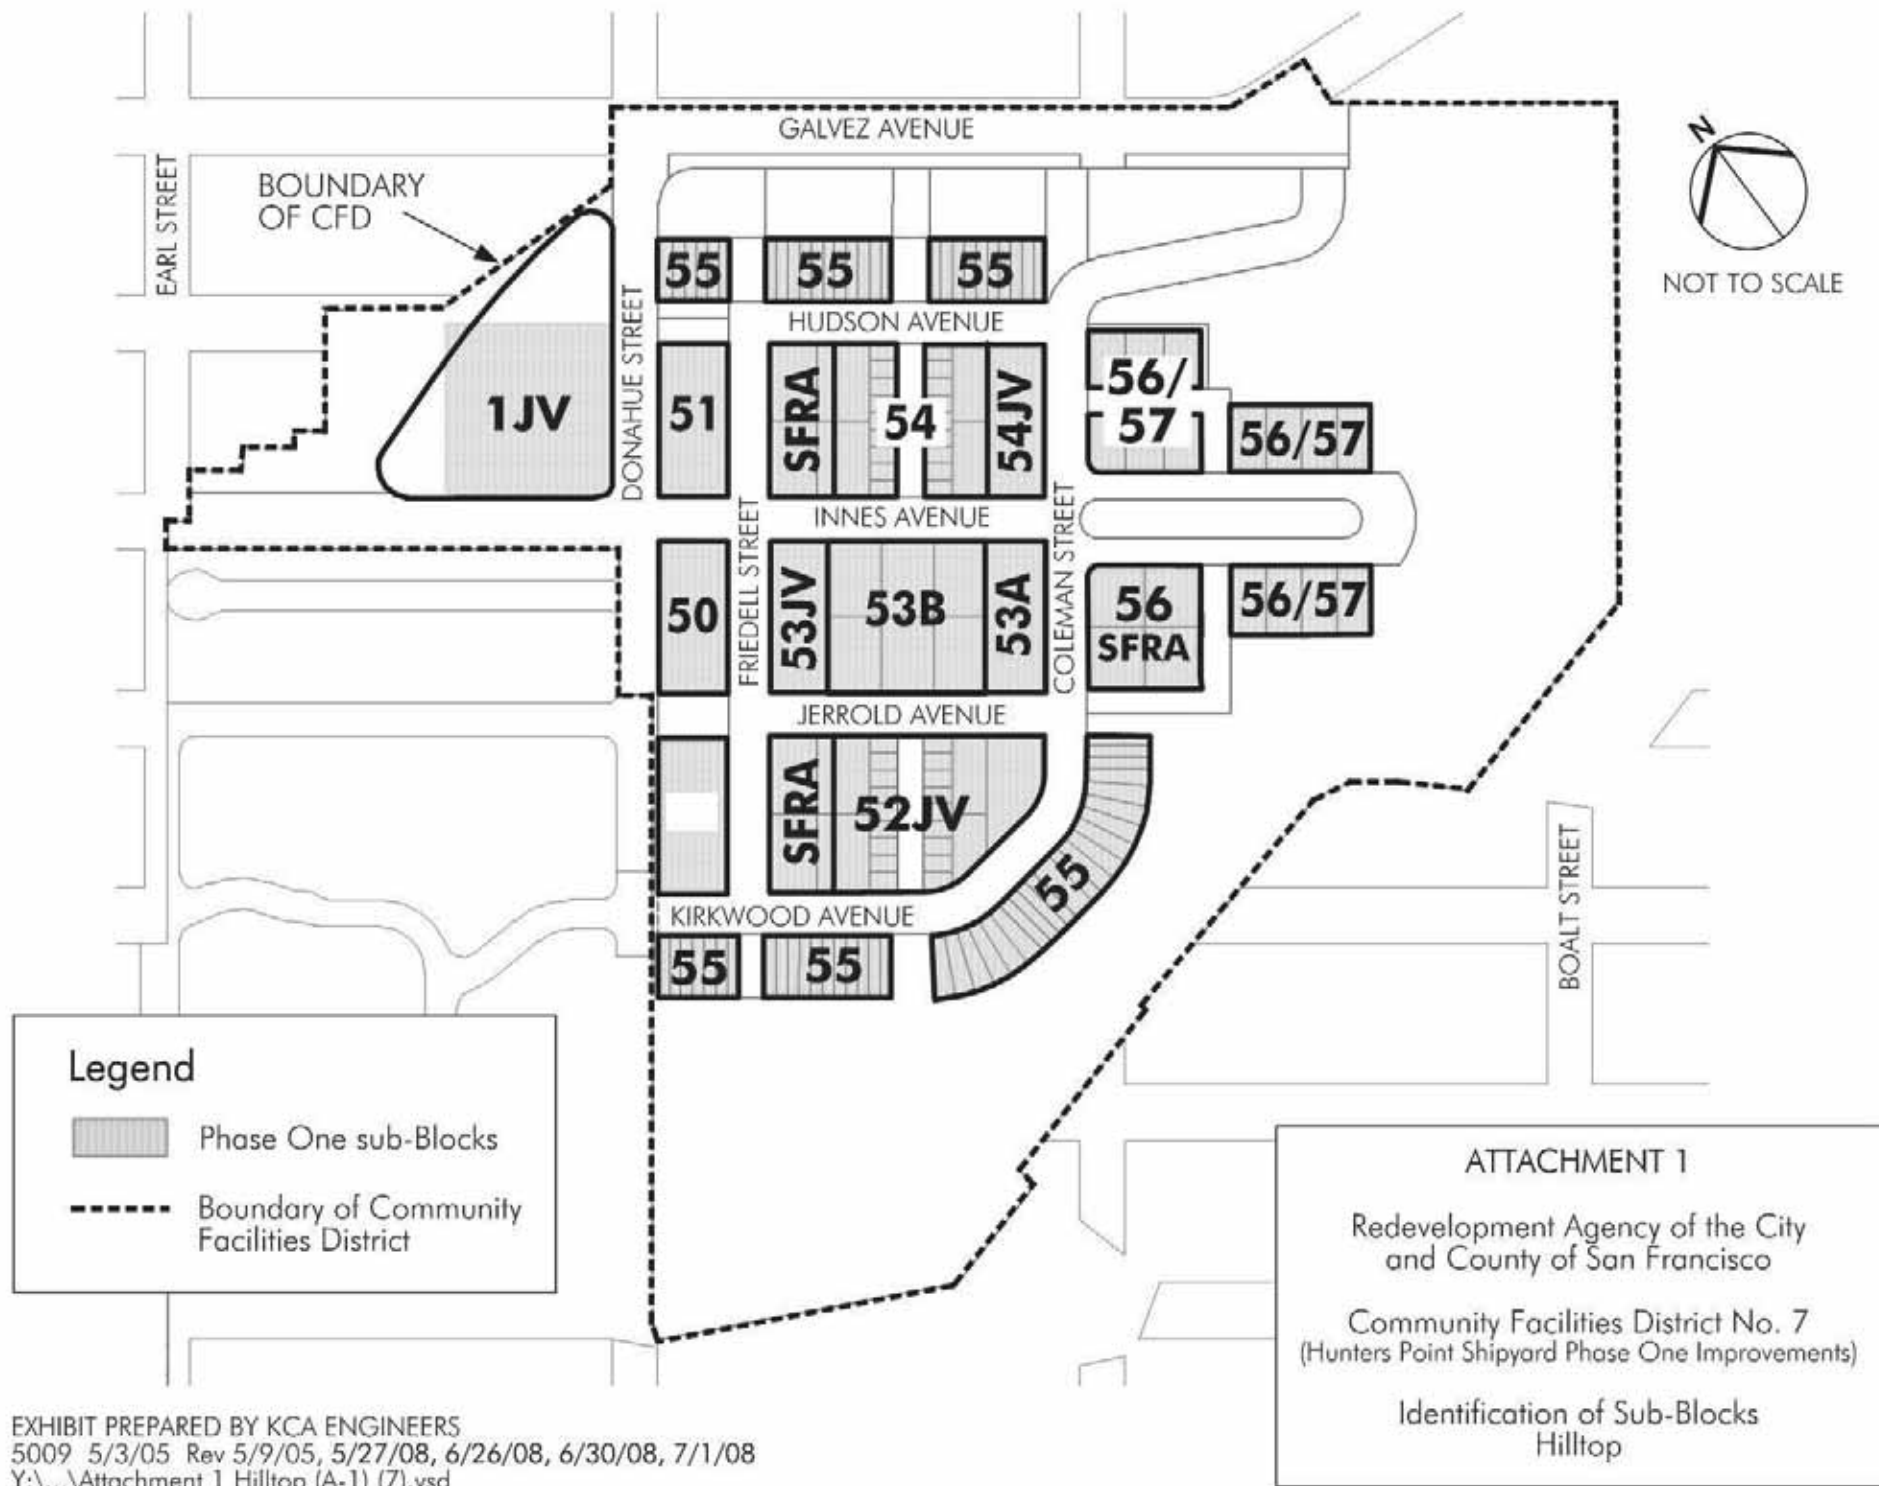 GALVEZ AVENUE
EARL STREET
BOUNDARY
OF CFD
N
NOT TO SCALE
55
55
55
HUDSON AVENUE
DONAHUE STREET
1JV
51
SFRA
54
54JV
56/
57
56/57
INNES AVENUE
FRIEDELL STREET
COLEMAN STREET
50
53JV
53B
53A
56
SFRA
56/57
JERROLD AVENUE
SFRA
52JV
55
BOALT STREET
KIRKWOOD AVENUE
55
55
Legend
Phase One sub-Blocks
Boundary of Community
Facilities District
ATTACHMENT 1
Redevelopment Agency of the City
and County of San Francisco
Community Facilities District No. 7
(Hunters Point Shipyard Phase One Improvements)
Identification of Sub-Blocks
Hilltop
EXHIBIT PREPARED BY KCA ENGINEERS
5009 5/3/05 Rev 5/9/05, 5/27/08, 6/26/08, 6/30/08, 7/1/08
Y:\...\Attachment 1 Hilltop (A-1) (7).vsd